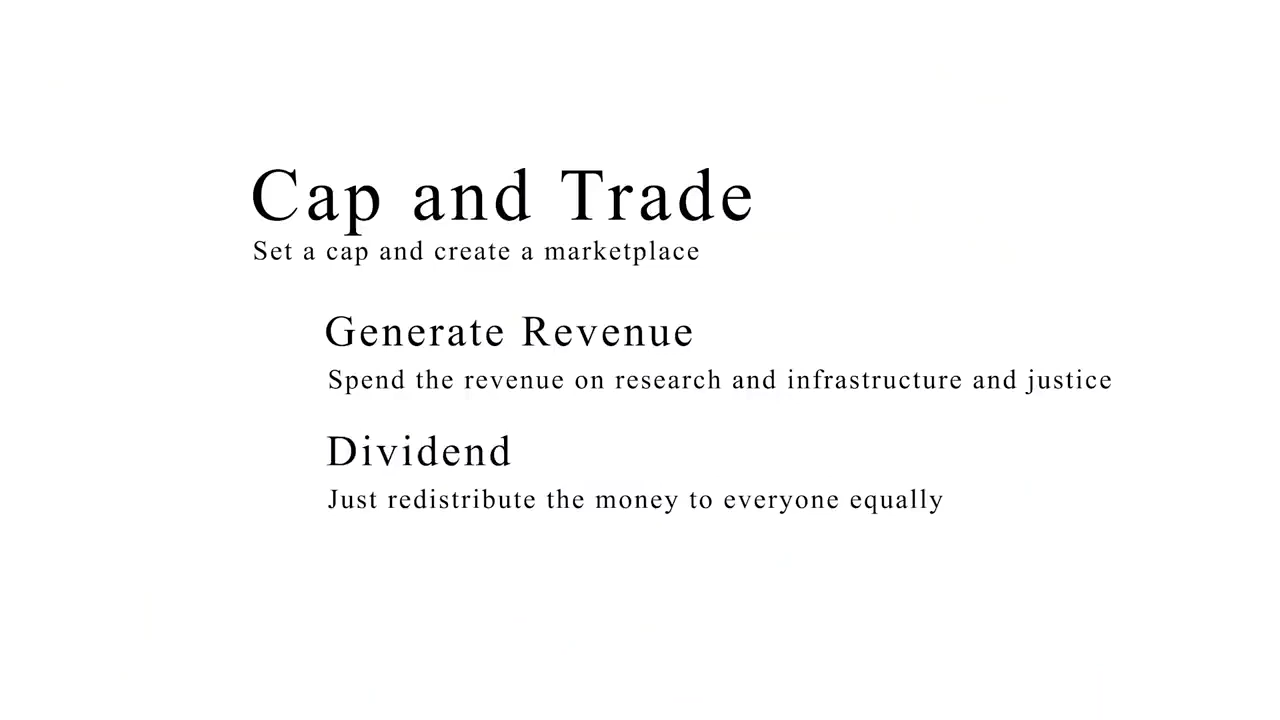 Cap and Trade
Set a cap and create a marketplace
Generate Revenue
Spend the revenue on research and infrastructure and justice
Dividend
Just redistribute the money to everyone equally